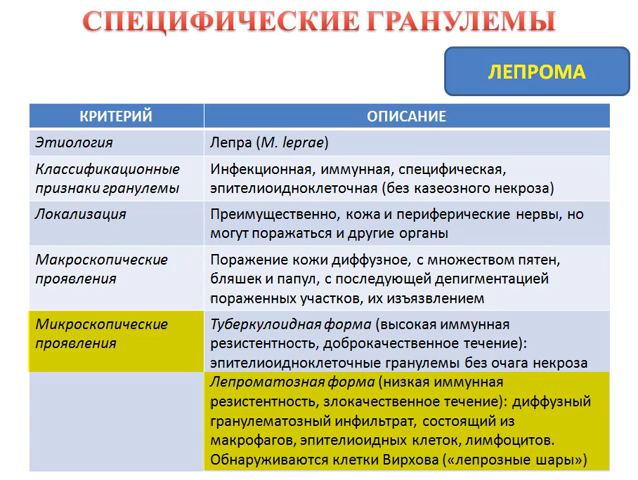 СПЕЦИФИЧЕСКИЕ ГРАНУЛЕМЫ
ЛЕПРОМА
КРИТЕРИЙ ОПИСАНИЕ
Этиология Лепра (M. leprae)
Классификационные признаки гранулемы
Инфекционная, иммунная, специфическая,
эпителиоидноклеточная (без казеозного некроза)
Локализация
Преимущественно, кожа и периферические нервы, но
могут поражаться и другие органы
Макроскопические
проявления
Поражение кожи диффузное, с множеством пятен,
бляшек и папул, с последующей депигментацией
пораженных участков, их изъязвлением
Микроскопические
проявления
Туберкулоидная форма (высокая иммунная
резистентность, доброкачественное течение):
эпителиоидноклеточные гранулемы без очага некроза
Лепроматозная форма (низкая иммунная
резистентность, злокачественное течение): диффузный
гранулематозный инфильтрат, состоящий из
макрофагов, эпителиоидных клеток, лимфоцитов.
Обнаруживаются клетки Вирхова («лепрозные шары»)